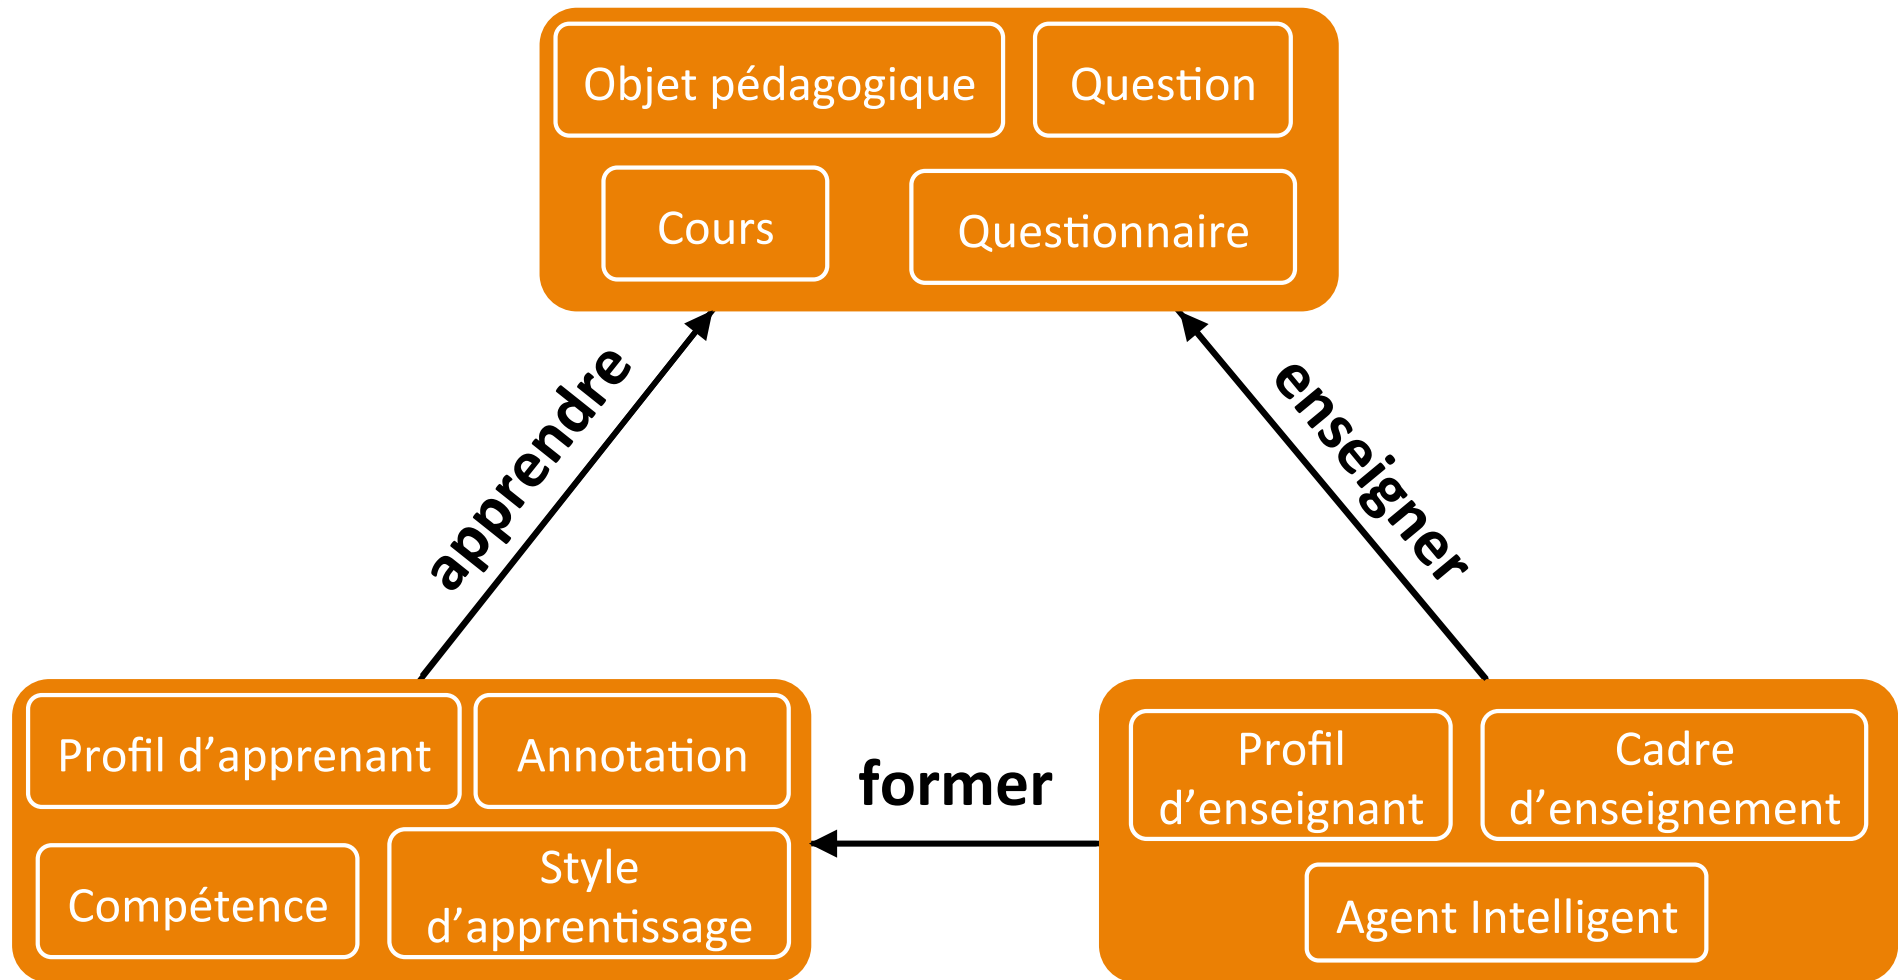 Objet pédagogique
Question
Cours
Questionnaire
apprendre
enseigner
Profil d’apprenant
Annotation
Compétence
Style
d’apprentissage
former
Profil
d’enseignant
Cadre
d’enseignement
Agent Intelligent